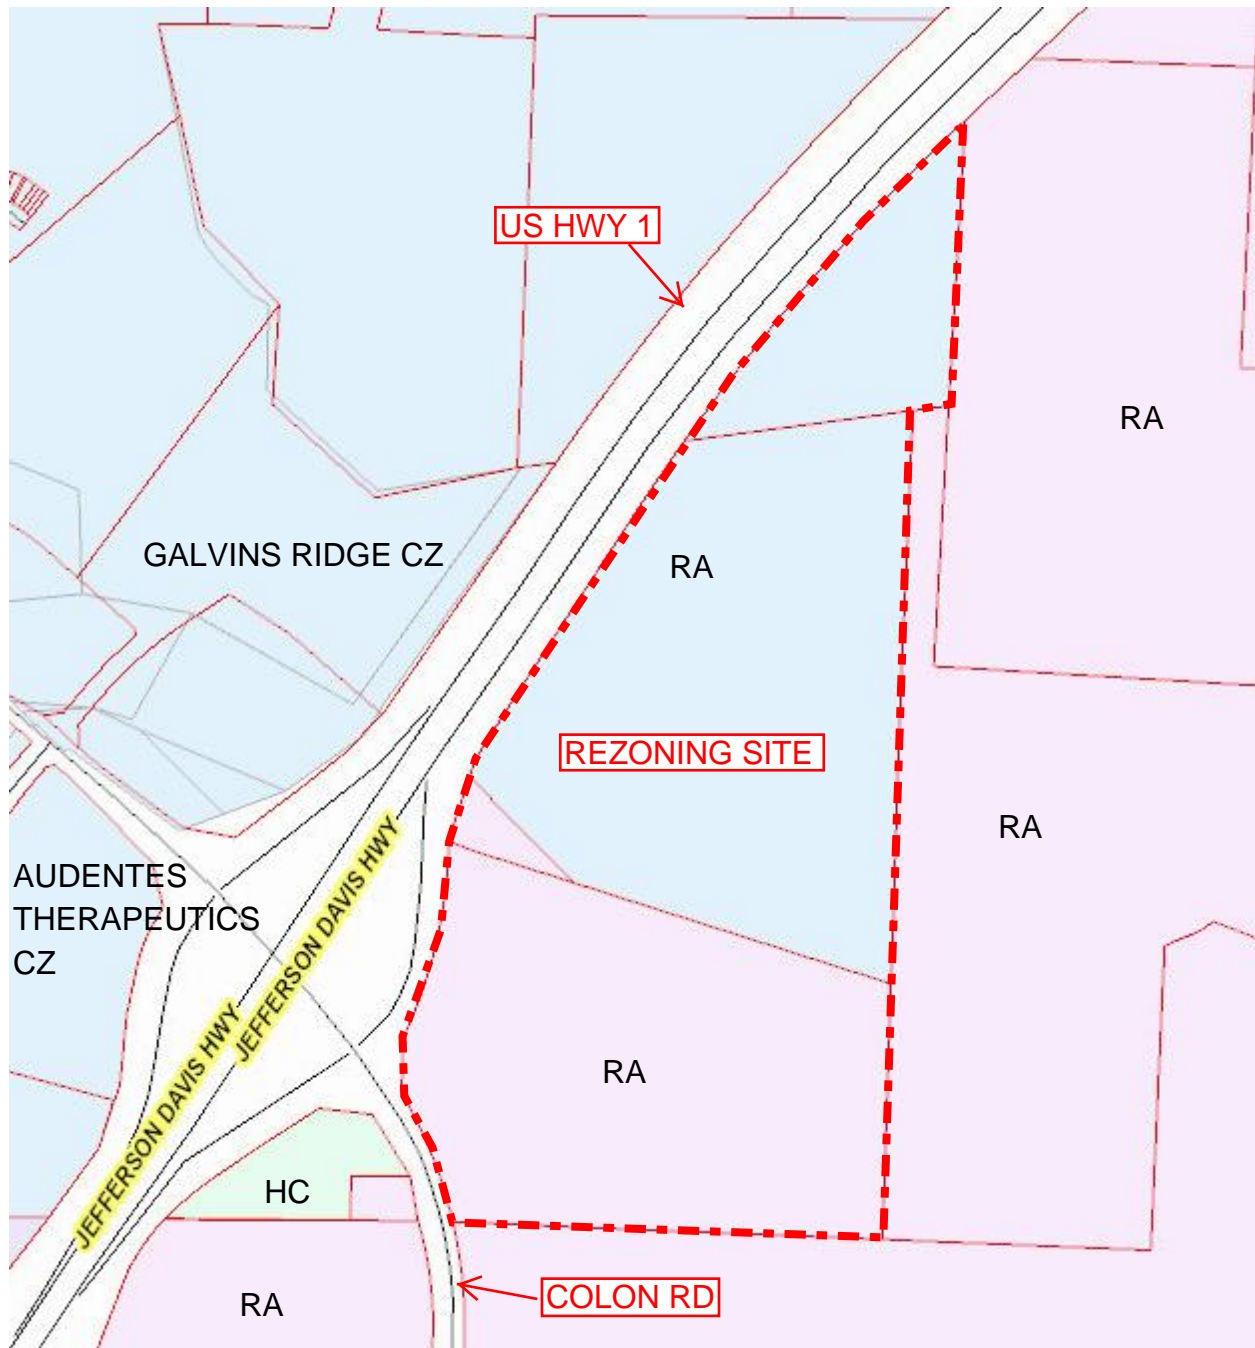 US HWY 1
RA
GALVINS RIDGE CZ
RA
REZONING SITE
RA
AUDENTES
THERAPEUTICS
CZ
JEFFERSON DAVIS HWY
JEFFERSON DAVIS HWY
RA
HC
RA
COLON RD